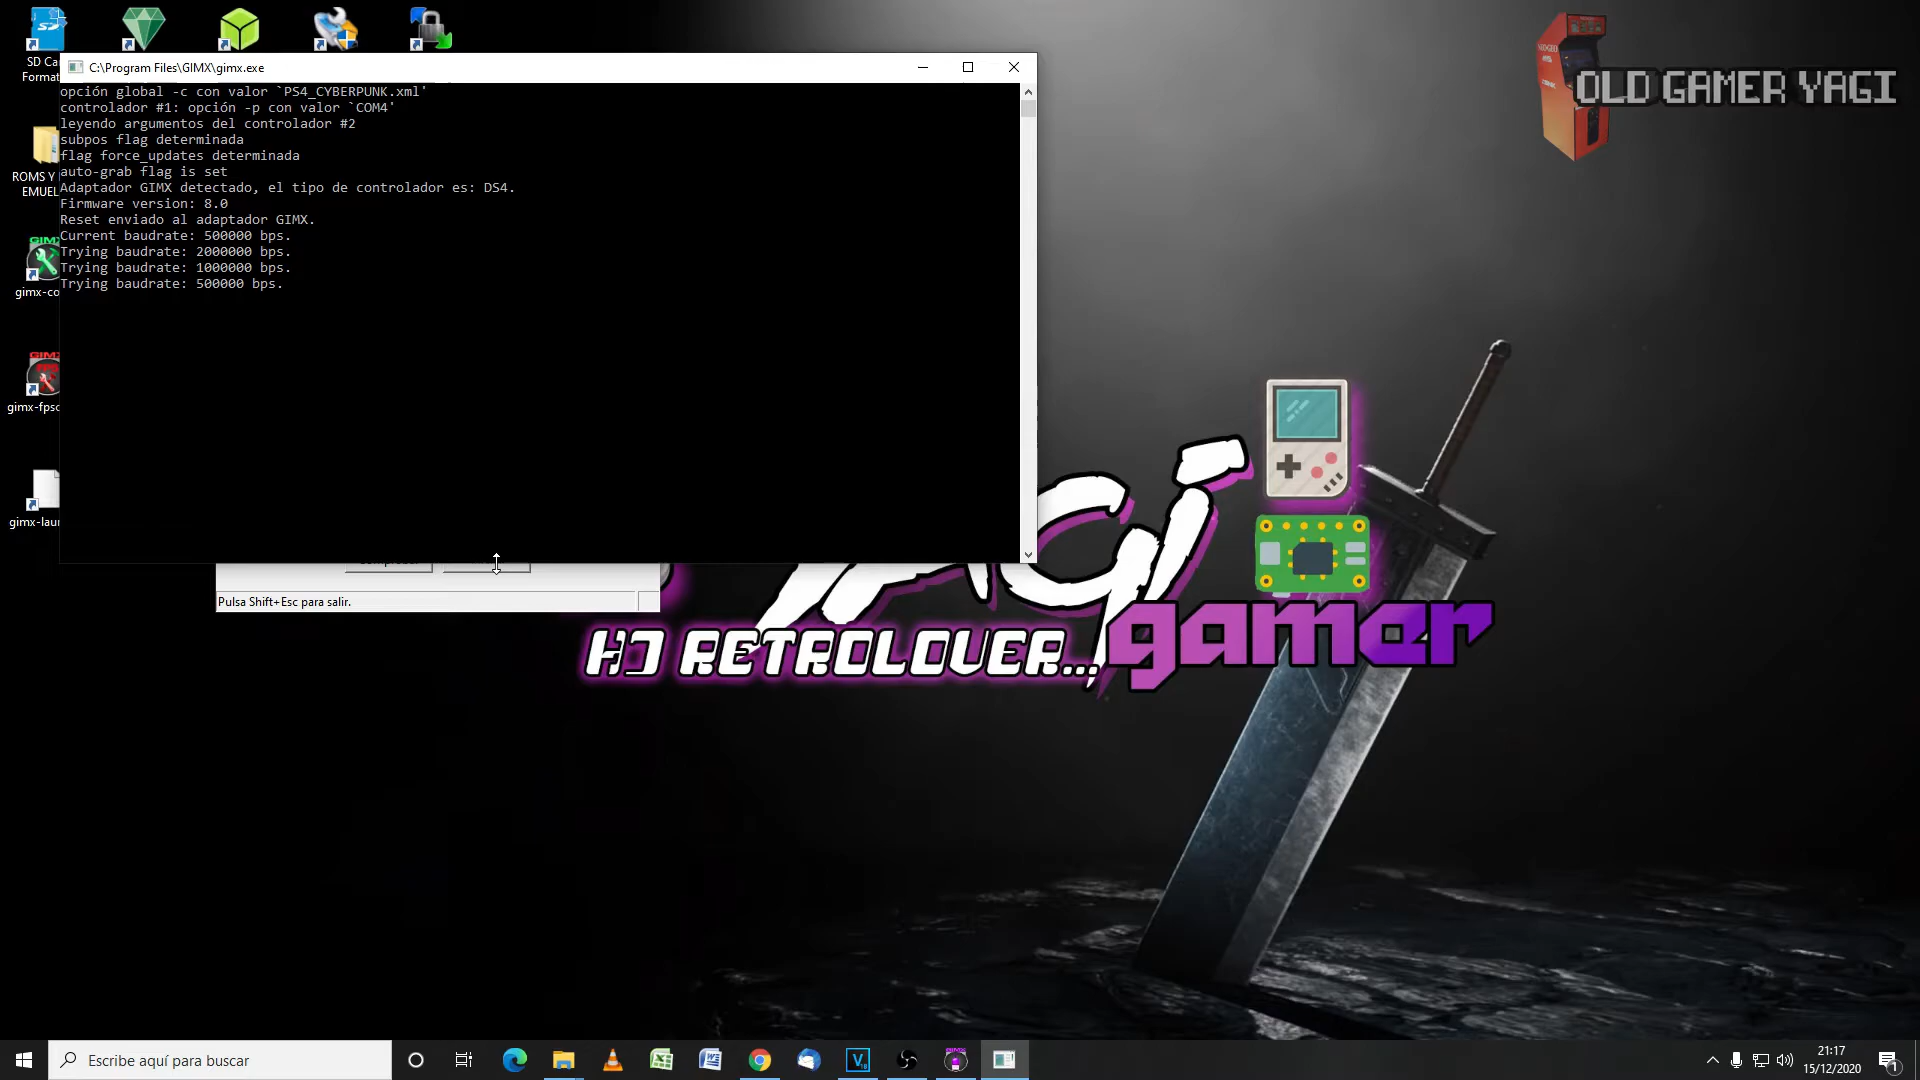 SD Ca
Format
C:\Program Files\GIMX\gimx.exe
opción global -c con valor `PS4_CYBERPUNK.xml'
controlador #1: opción -p con valor `COM4'
leyendo argumentos del controlador #2
subpos flag determinada
flag force_updates determinada
auto-grab flag is set
Adaptador GIMX detectado, el tipo de controlador es: DS4.
Firmware version: 8.0
Reset enviado al adaptador GIMX.
Current baudrate: 500000 bps.
Trying baudrate: 2000000 bps.
Trying baudrate: 1000000 bps.
Trying baudrate: 500000 bps.
OLD GAMER YAGI
ROMS Y
EMUEL
GIMX
gimx-co
GIMX
gimx-fpsc
gimx-lau
Pulsa Shift+Esc para salir.
RETROLOVER...
gamer
Escribe aquí para buscar
21:17
15/12/2020
1